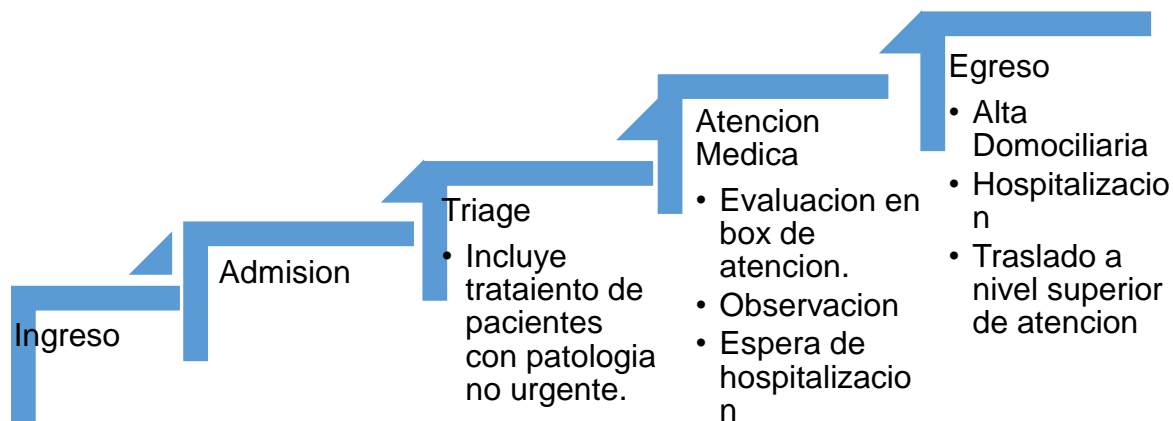 Ingreso
Admision
Triage
• Incluye
trataiento de
pacientes
con patologia
no urgente.
Atencion
Medica
• Evaluacion en
box de
atencion.
• Observacion
• Espera de
hospitalizacio
n
Egreso
• Alta
Domociliaria
• Hospitalizacio
n
• Traslado a
nivel superior
de atencion